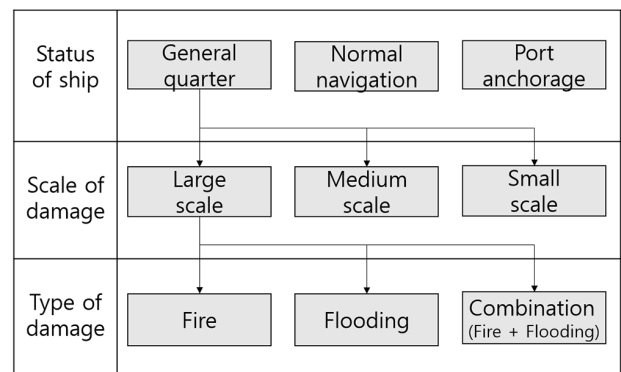 Status
of ship
General
quarter
Normal
navigation
Port
anchorage
Scale of
damage
Large
scale
Medium
scale
Small
scale
Type of
damage
Fire
Flooding
Combination
(Fire + Flooding)